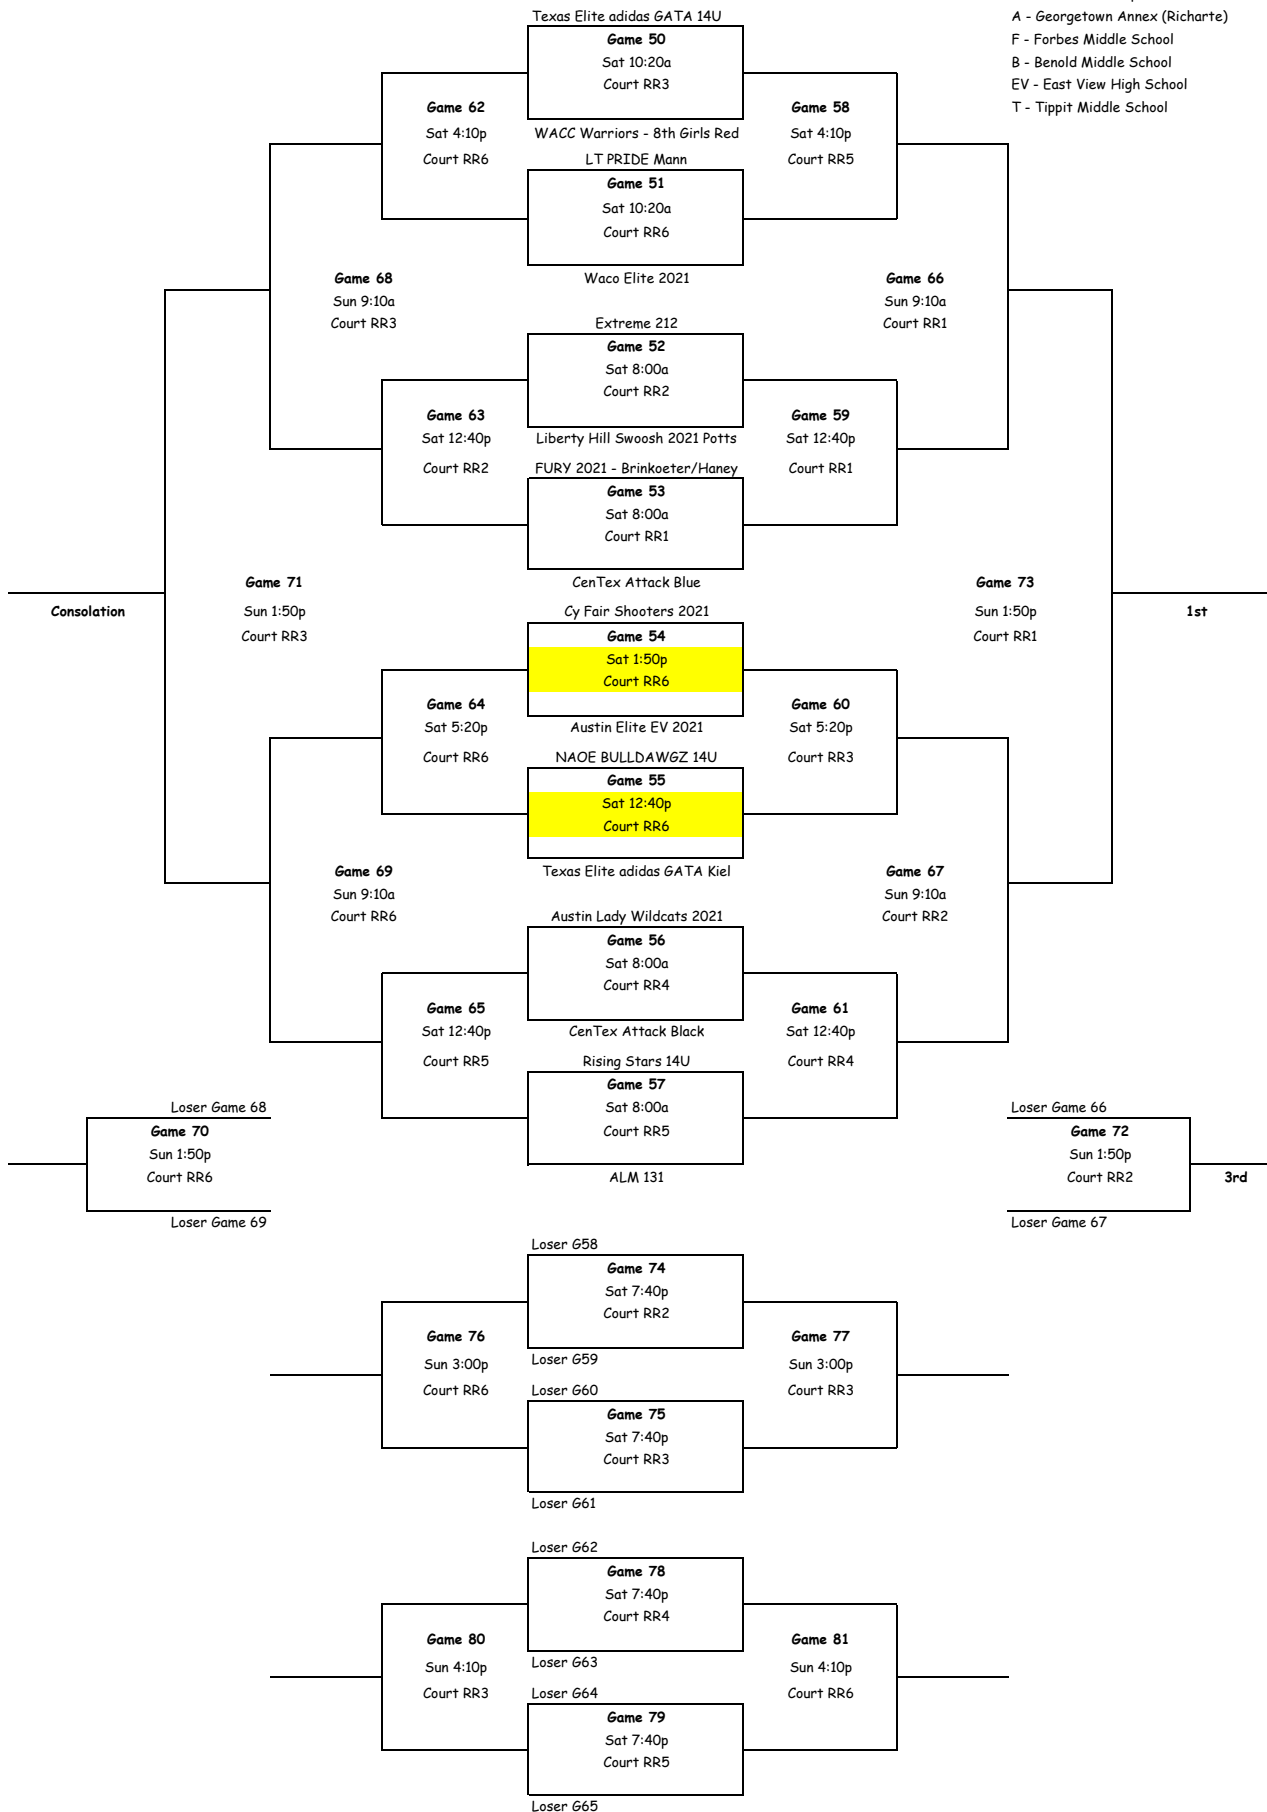 A - Georgetown Annex (Richarte)
F - Forbes Middle School
B - Benold Middle School
EV - East View High School
T - Tippit Middle School
Texas Elite adidas GATA 14U
Game 50
Sat 10:20a
Court RR3
WACC Warriors - 8th Girls Red
Game 62
Sat 4:10p
Court RR6
Game 58
Sat 4:10p
Court RR5
LT PRIDE Mann
Game 51
Sat 10:20a
Court RR6
Waco Elite 2021
Game 68
Sun 9:10a
Court RR3
Game 66
Sun 9:10a
Court RR1
Extreme 212
Game 52
Sat 8:00a
Court RR2
Liberty Hill Swoosh 2021 Potts
Game 63
Sat 12:40p
Court RR2
Game 59
Sat 12:40p
Court RR1
FURY 2021 - Brinkoeter/Haney
Game 53
Sat 8:00a
Court RR1
CenTex Attack Blue
Consolation
Game 71
Sun 1:50p
Court RR3
Game 73
Sun 1:50p
Court RR1
1st
Cy Fair Shooters 2021
Game 54
Sat 1:50p
Court RR6
Austin Elite EV 2021
Game 64
Sat 5:20p
Court RR6
Game 60
Sat 5:20p
Court RR3
NAOE BULLDAWGZ 14U
Game 55
Sat 12:40p
Court RR6
Texas Elite adidas GATA Kiel
Game 69
Sun 9:10a
Court RR6
Game 67
Sun 9:10a
Court RR2
Austin Lady Wildcats 2021
Game 56
Sat 8:00a
Court RR4
CenTex Attack Black
Game 65
Sat 12:40p
Court RR5
Game 61
Sat 12:40p
Court RR4
Rising Stars 14U
Game 57
Sat 8:00a
Court RR5
ALM 131
Loser Game 68
Game 70
Sun 1:50p
Court RR6
Loser Game 69
Loser Game 66
Game 72
Sun 1:50p
Court RR2
3rd
Loser Game 67
Loser G58
Game 74
Sat 7:40p
Court RR2
Loser G59
Game 76
Sun 3:00p
Court RR6
Game 77
Sun 3:00p
Court RR3
Loser G60
Game 75
Sat 7:40p
Court RR3
Loser G61
Loser G62
Game 78
Sat 7:40p
Court RR4
Loser G63
Game 80
Sun 4:10p
Court RR3
Game 81
Sun 4:10p
Court RR6
Loser G64
Game 79
Sat 7:40p
Court RR5
Loser G65